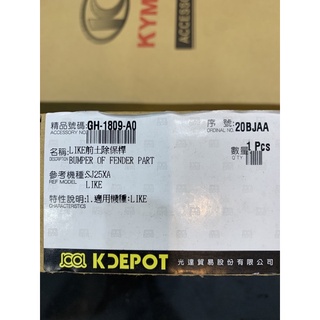 KYM
ACCESSOR
精品號碼: GH-1809-A0
ACCESSORY NO.
序 號: 20BJAA
ORDINAL NO.
名稱: LIKE前土除保桿
DESCRIPTION BUMPER OF FENDER PART
數量: 1 Pcs
Q'TY
參考機種: SJ25XA
REF MODEL LIKE
特性說明: 1.適用機種:LIKE
CHARACTERISTICS
KDEPOT 光達貿易股份有限公司